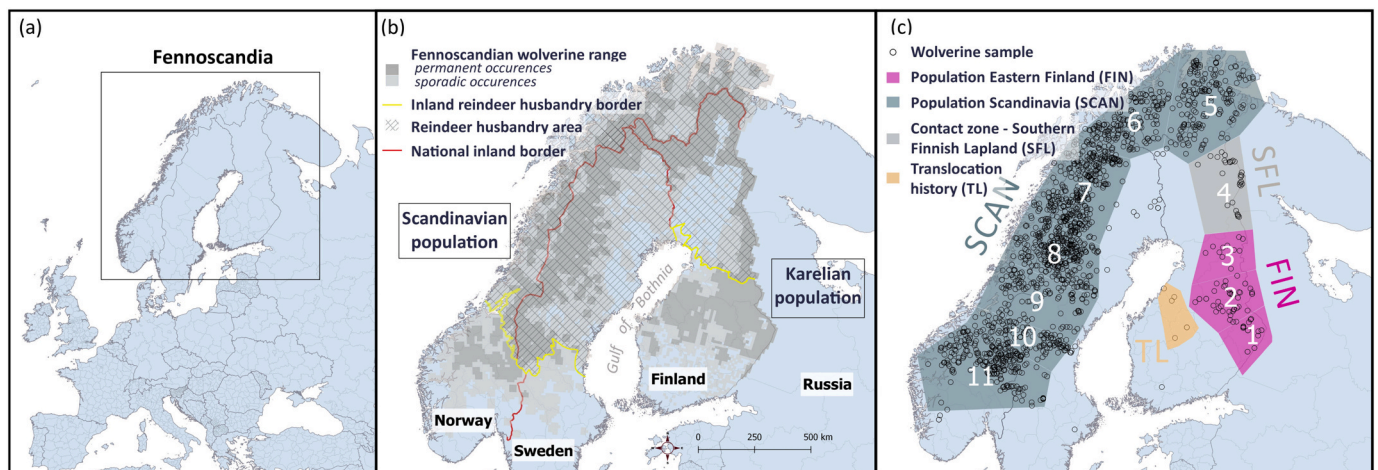 (a)
Fennoscandia
(b)
Fennoscandian wolverine range
permanent occurences
sporadic occurences
Inland reindeer husbandry border
Reindeer husbandry area
National inland border
Scandinavian
population
Karelian
population
Gulf of Bothnia
Finland
Russia
Norway
Sweden
0 250 500 km
(c)
Wolverine sample
Population Eastern Finland (FIN)
Population Scandinavia (SCAN)
Contact zone - Southern
Finnish Lapland (SFL)
Translocation
history (TL)
5
6
SFL
4
7
SCAN
3
8
FIN
2
9
1
10
TL
11